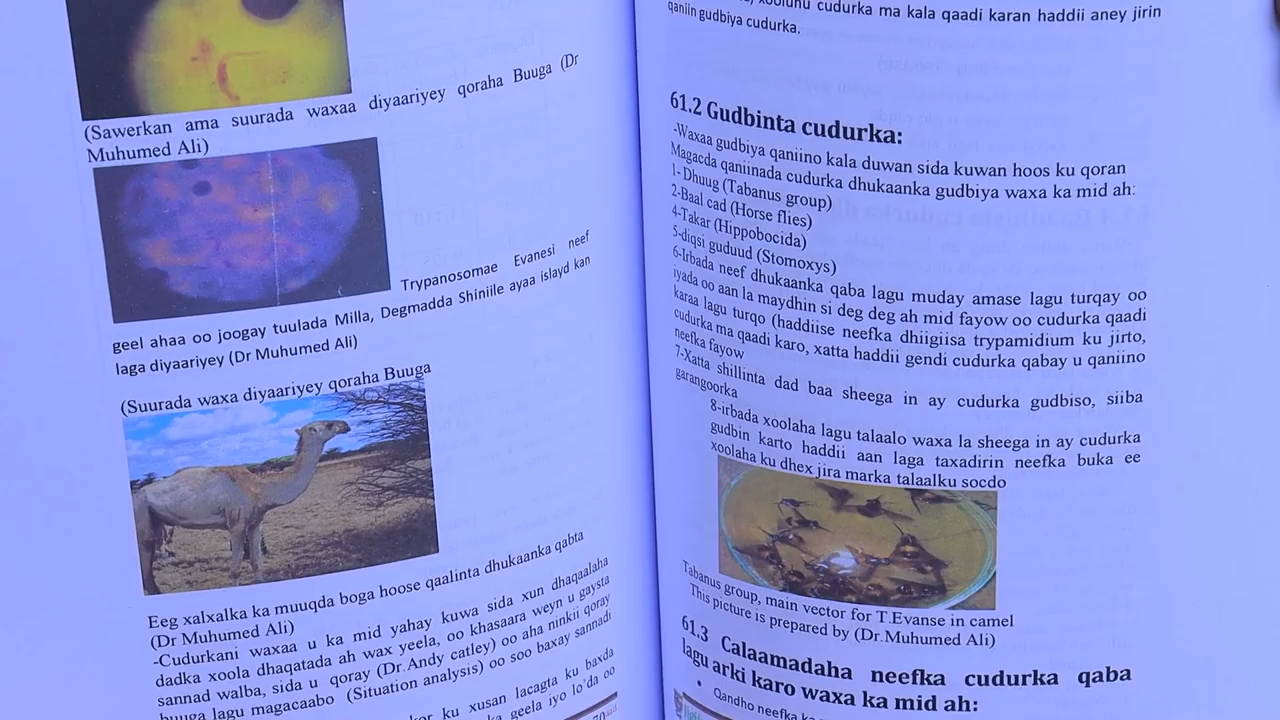 (Sawerkan ama suurada waxaa diyaariyey qoraha Buuga (Dr
Muhumed Ali)
Trypanosomae Evanesi neef
geel ahaa oo joogay tuulada Milla, Degmadda Shiniile ayaa islayd kan
laga diyaariyey (Dr Muhumed Ali)
(Suurada waxa diyaariyey qoraha Buuga
Eeg xalxalka ka muuqda boga hoose qaalinta dhukaanka qabta
(Dr Muhumed Ali)
-Cudurkani waxaa u ka mid yahay kuwa sida xun dhaqaalaha
dadka xoola dhaqatada ah wax yeela, oo khasaara weyn u gaysta
sannad walba, sida u qoray (Dr.Andy catley) oo aha ninkii qoray
buuga lagu magacaabo (Situation analysis) oo soo baxay sannadi
ku xusan lacagta ku baxda
geela iyo lo'da oo
xooluhu cudurka ma kala qaadi karan haddii aney jirin
qaniin gudbiya cudurka.
61.2 Gudbinta cudurka:
-Waxaa gudbiya qaniino kala duwan sida kuwan hoos ku qoran
Magacda qaniinada cudurka dhukaanka gudbiya waxa ka mid ah:
1- Dhuug (Tabanus group)
2-Baal cad (Horse flies)
4-Takar (Hippobocida)
5-diqsi guduud (Stomoxys)
6-Irbada neef dhukaanka qaba lagu muday amase lagu turqay oo
iyada oo aan la maydhin si deg deg ah mid fayow oo cudurka qaadi
karaa lagu turqo (haddiise neefka dhiigiisa trypamidium ku jirto,
cudurka ma qaadi karo, xatta haddii gendi cudurka qabay u qaniino
neefka fayow
7-Xatta shillinta dad baa sheega in ay cudurka gudbiso, siiba
garangoorka
8-irbada xoolaha lagu talaalo waxa la sheega in ay cudurka
gudbin karto haddii aan laga taxadirin neefka buka ee
xoolaha ku dhex jira marka talaalku socdo
Tabanus group, main vector for T.Evanse in camel
This picture is prepared by (Dr.Muhumed Ali)
61.3 Calaamadaha neefka cudurka qaba
lagu arki karo waxa ka mid ah:
• Qandho neefka